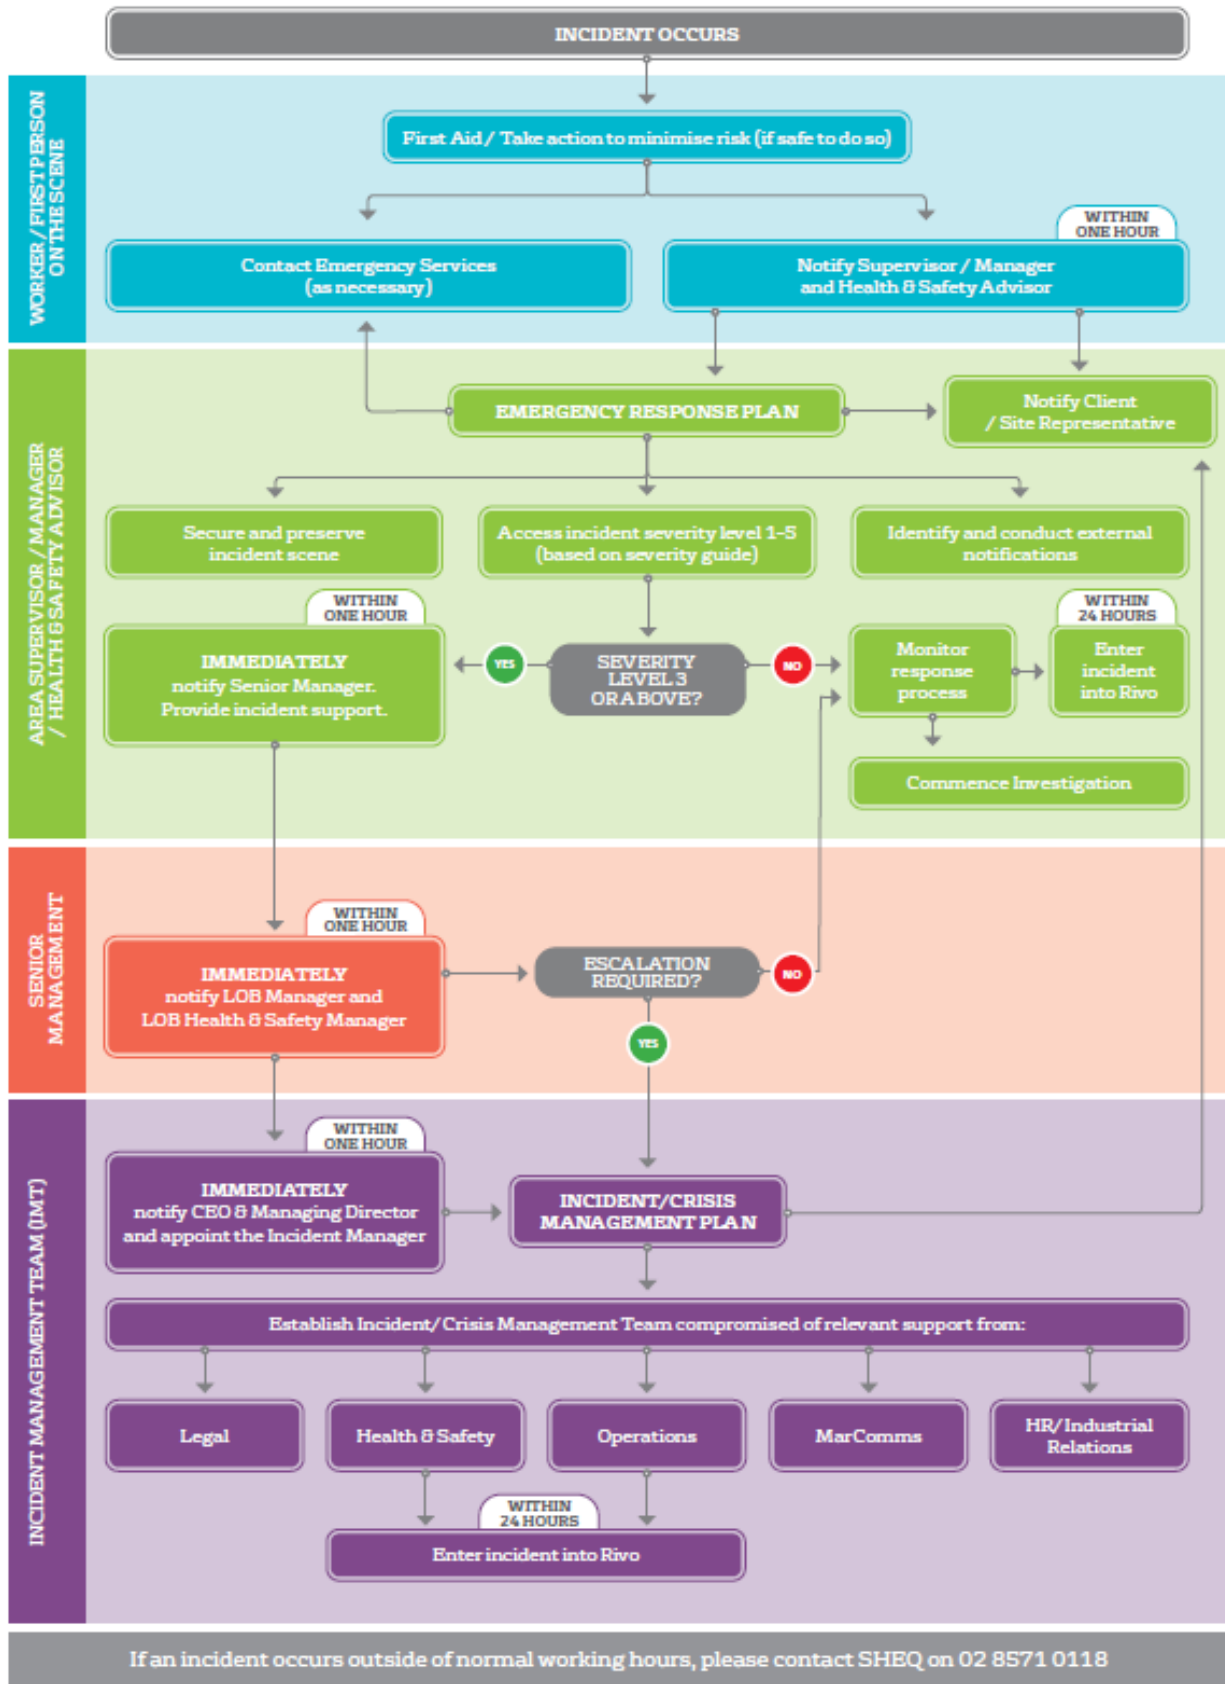 INCIDENT OCCURS
WORKER / FIRST PERSON
ON THE SCENE
First Aid / Take action to minimise risk (if safe to do so)
Contact Emergency Services
(as necessary)
WITHIN
ONE HOUR
Notify Supervisor / Manager
and Health & Safety Advisor
AREA SUPERVISOR / MANAGER
/ HEALTH & SAFETY ADVISOR
EMERGENCY RESPONSE PLAN
Notify Client
/ Site Representative
Secure and preserve
incident scene
Access incident severity level 1-5
(based on severity guide)
Identify and conduct external
notifications
WITHIN
ONE HOUR
IMMEDIATELY
notify Senior Manager.
Provide incident support.
YES
SEVERITY
LEVEL 3
OR ABOVE?
NO
Monitor
response
process
WITHIN
24 HOURS
Enter
incident
into Rivo
Commence Investigation
SENIOR
MANAGEMENT
WITHIN
ONE HOUR
IMMEDIATELY
notify LOB Manager and
LOB Health & Safety Manager
ESCALATION
REQUIRED?
NO
YES
INCIDENT MANAGEMENT TEAM (IMT)
WITHIN
ONE HOUR
IMMEDIATELY
notify CEO & Managing Director
and appoint the Incident Manager
INCIDENT/CRISIS
MANAGEMENT PLAN
Establish Incident/Crisis Management Team compromised of relevant support from:
Legal
Health & Safety
Operations
MarComms
HR/Industrial
Relations
WITHIN
24 HOURS
Enter incident into Rivo
If an incident occurs outside of normal working hours, please contact SHEQ on 02 8571 0118